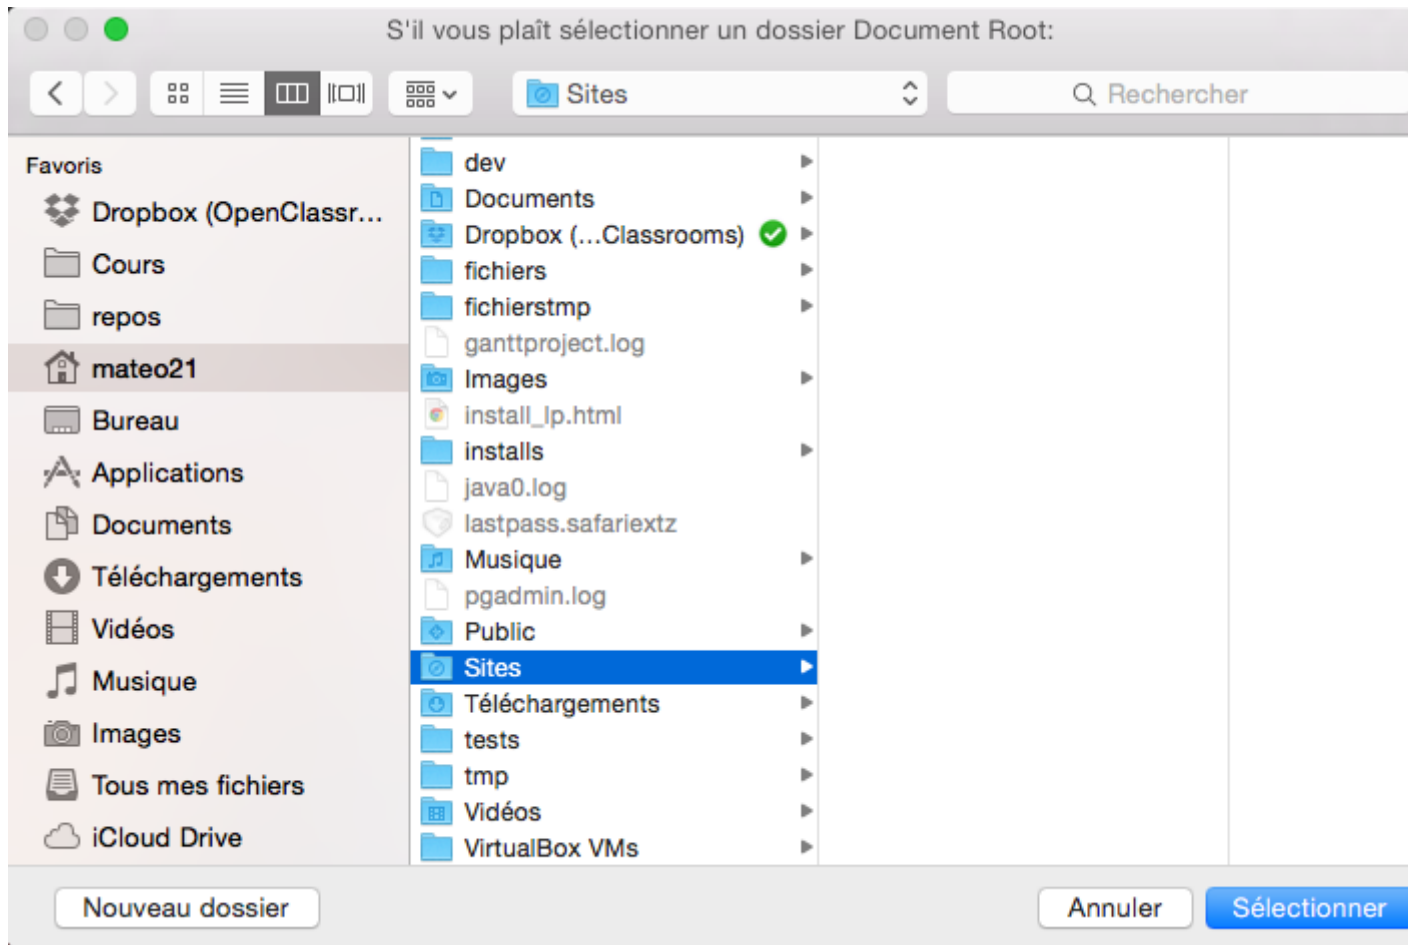 S'il vous plaît sélectionner un dossier Document Root:
Sites
Rechercher
Favoris
Dropbox (OpenClassr...
Cours
repos
mateo21
Bureau
Applications
Documents
Téléchargements
Vidéos
Musique
Images
Tous mes fichiers
iCloud Drive
dev
Documents
Dropbox (...Classrooms)
fichiers
fichierstmp
ganttproject.log
Images
install_lp.html
installs
java0.log
lastpass.safariextz
Musique
pgadmin.log
Public
Sites
Téléchargements
tests
tmp
Vidéos
VirtualBox VMs
Nouveau dossier
Annuler
Sélectionner